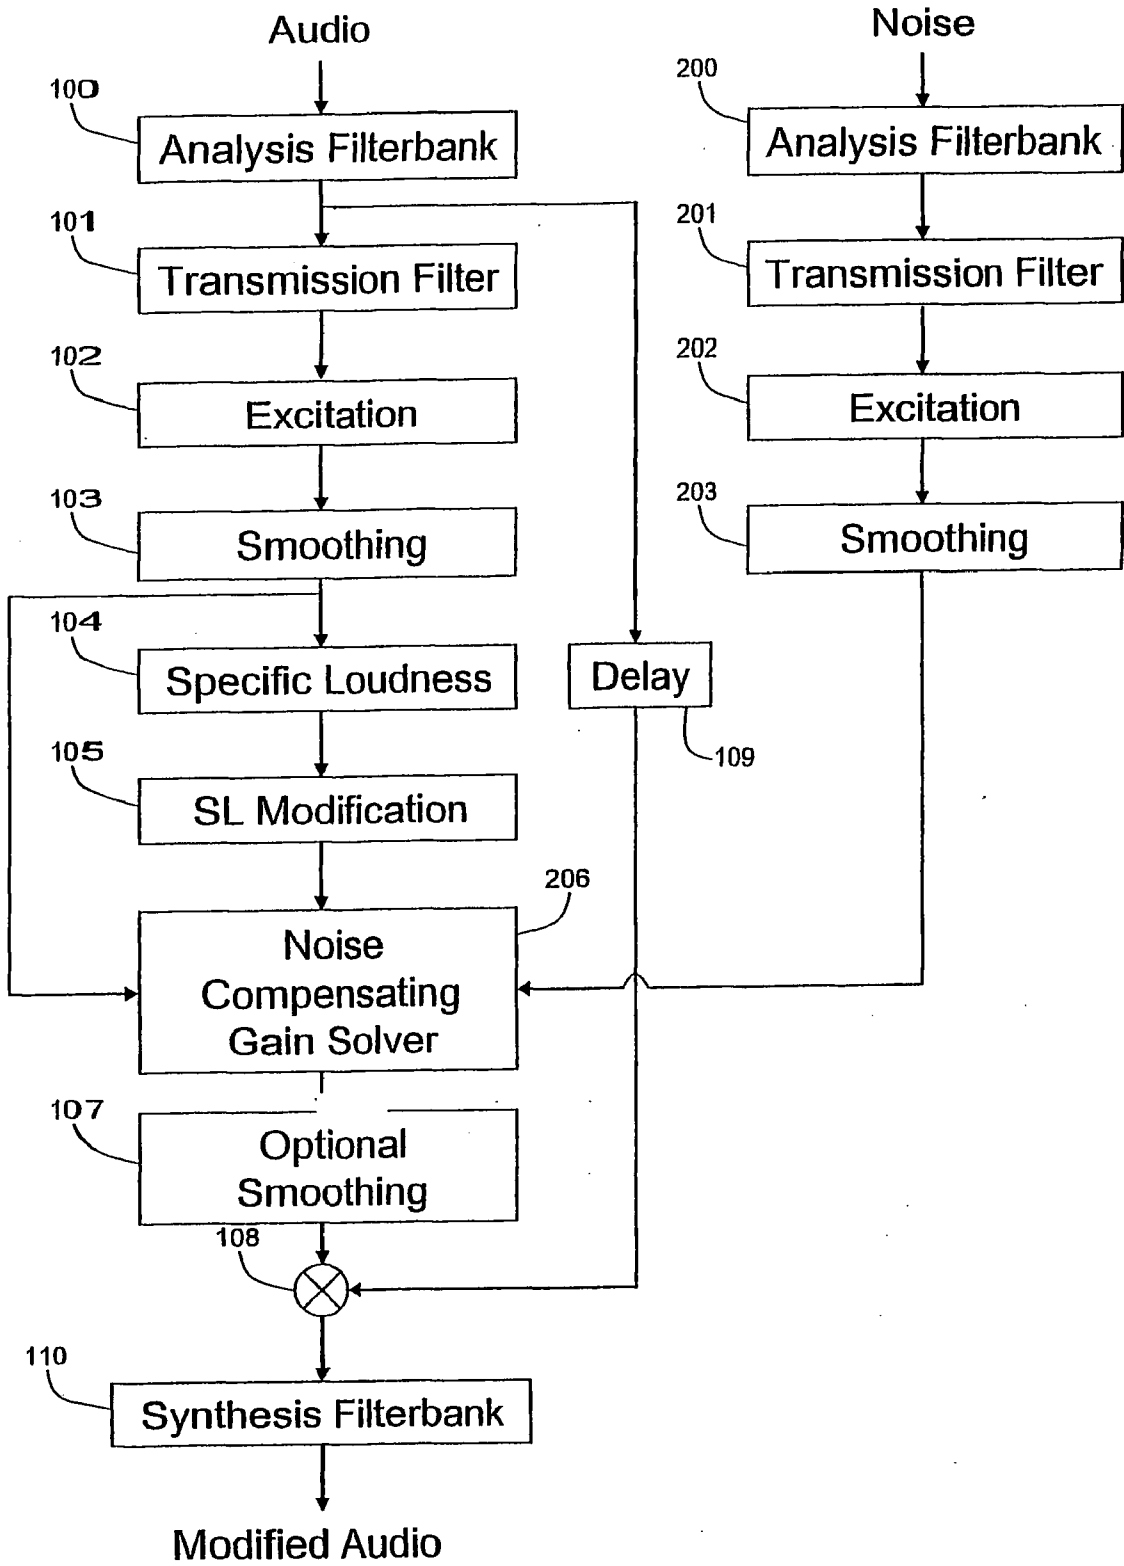 Audio
100
Analysis Filterbank
101
Transmission Filter
102
Excitation
103
Smoothing
104
Specific Loudness
105
SL Modification
206
Noise
Compensating
Gain Solver
107
Optional
Smoothing
108
110
Synthesis Filterbank
Modified Audio
Delay
109
Noise
200
Analysis Filterbank
201
Transmission Filter
202
Excitation
203
Smoothing